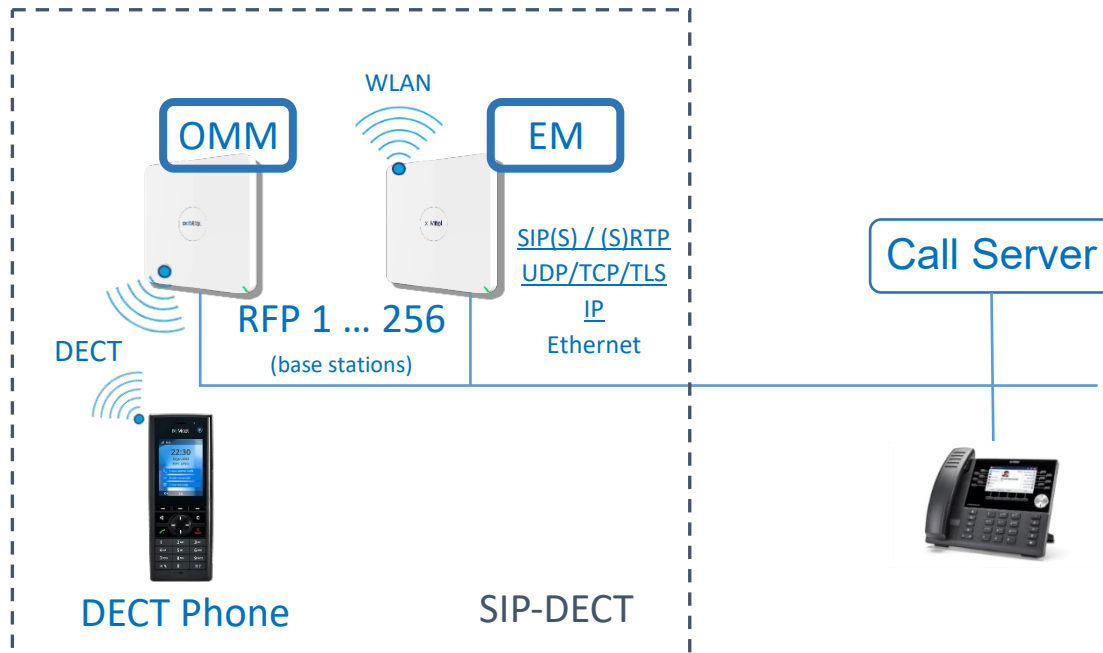 WLAN
OMM
EM
Mitel
SIP(S) / (S)RTP
UDP/TCP/TLS
IP
Ethernet
Call Server
RFP 1 ... 256
(base stations)
DECT
22:30
DECT Phone
SIP-DECT